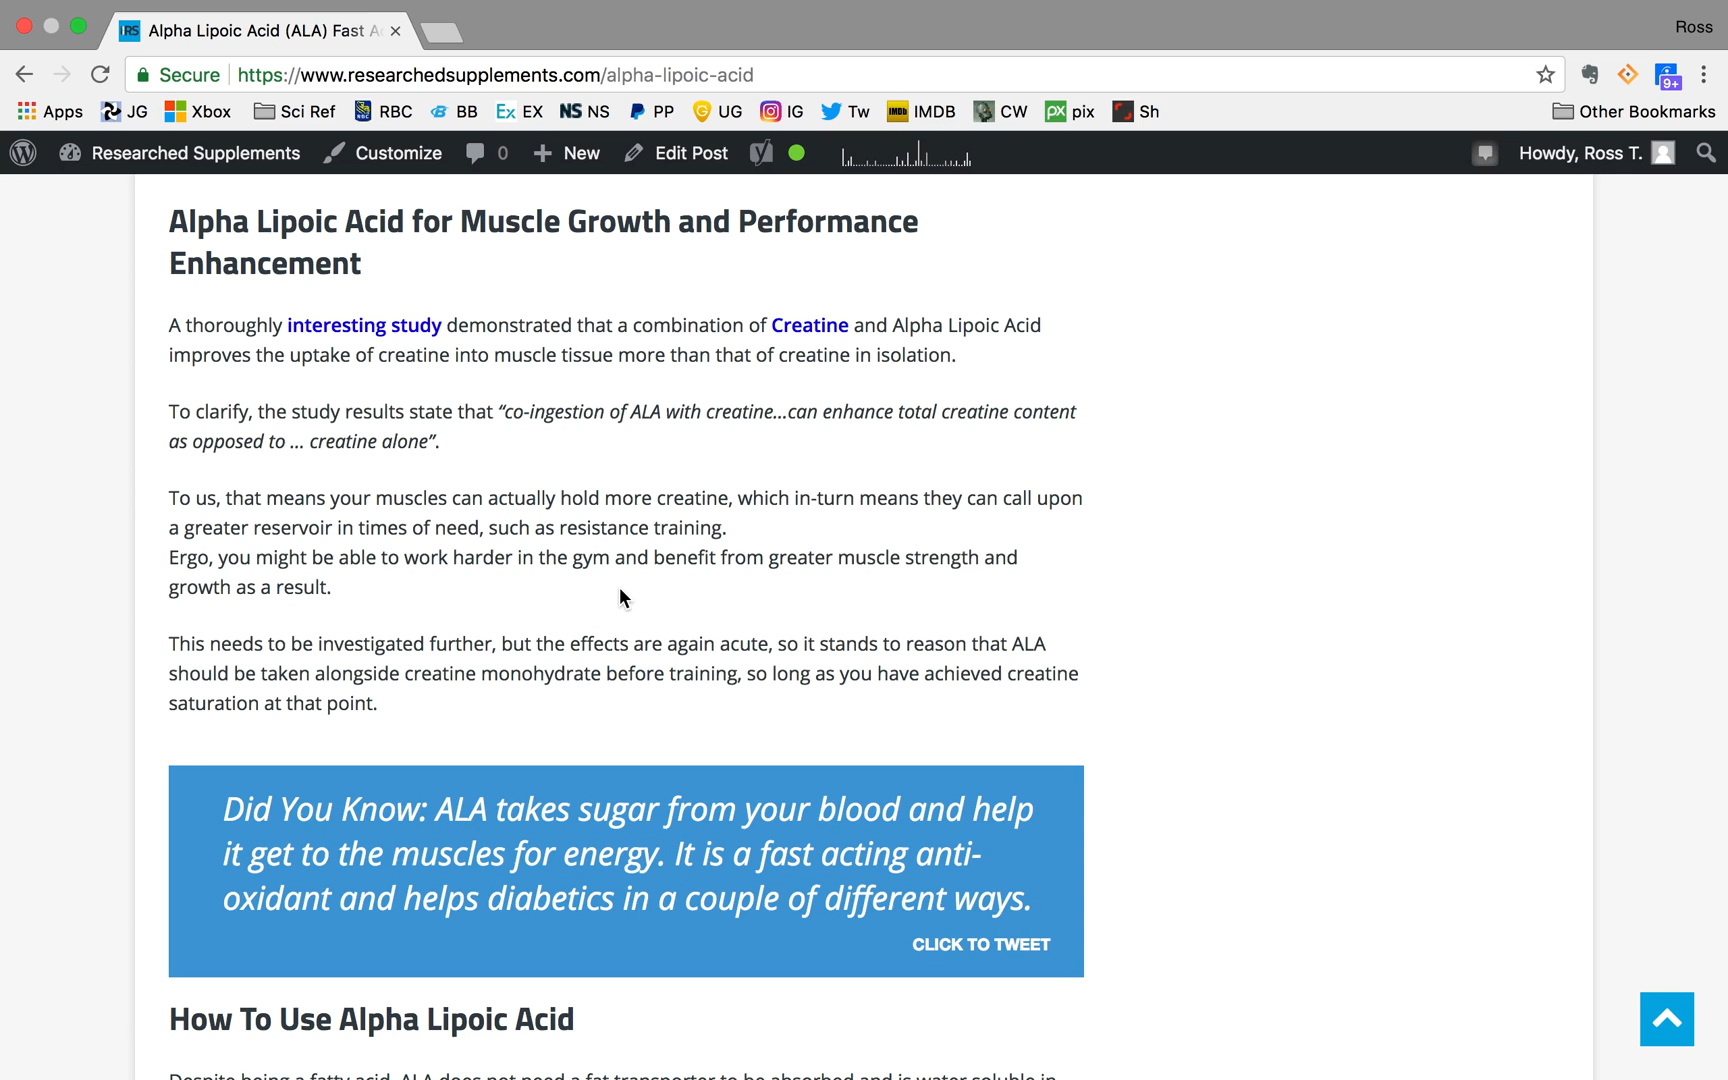 Alpha Lipoic Acid (ALA) Fast A
Ross
Secure https://www.researchedsupplements.com/alpha-lipoic-acid
9+
Apps JG Xbox Sci Ref RBC BB Ex EX NS NS PP UG IG Tw IMDB CW px pix Sh Other Bookmarks
Researched Supplements Customize 0 New Edit Post Howdy, Ross T.
Alpha Lipoic Acid for Muscle Growth and Performance
Enhancement
A thoroughly interesting study demonstrated that a combination of Creatine and Alpha Lipoic Acid
improves the uptake of creatine into muscle tissue more than that of creatine in isolation.
To clarify, the study results state that “co-ingestion of ALA with creatine…can enhance total creatine content
as opposed to … creatine alone”.
To us, that means your muscles can actually hold more creatine, which in-turn means they can call upon
a greater reservoir in times of need, such as resistance training.
Ergo, you might be able to work harder in the gym and benefit from greater muscle strength and
growth as a result.
This needs to be investigated further, but the effects are again acute, so it stands to reason that ALA
should be taken alongside creatine monohydrate before training, so long as you have achieved creatine
saturation at that point.
Did You Know: ALA takes sugar from your blood and help
it get to the muscles for energy. It is a fast acting anti-
oxidant and helps diabetics in a couple of different ways.
CLICK TO TWEET
How To Use Alpha Lipoic Acid
Despite being a fatty acid, ALA does not need a fat transporter to be absorbed and is water soluble in